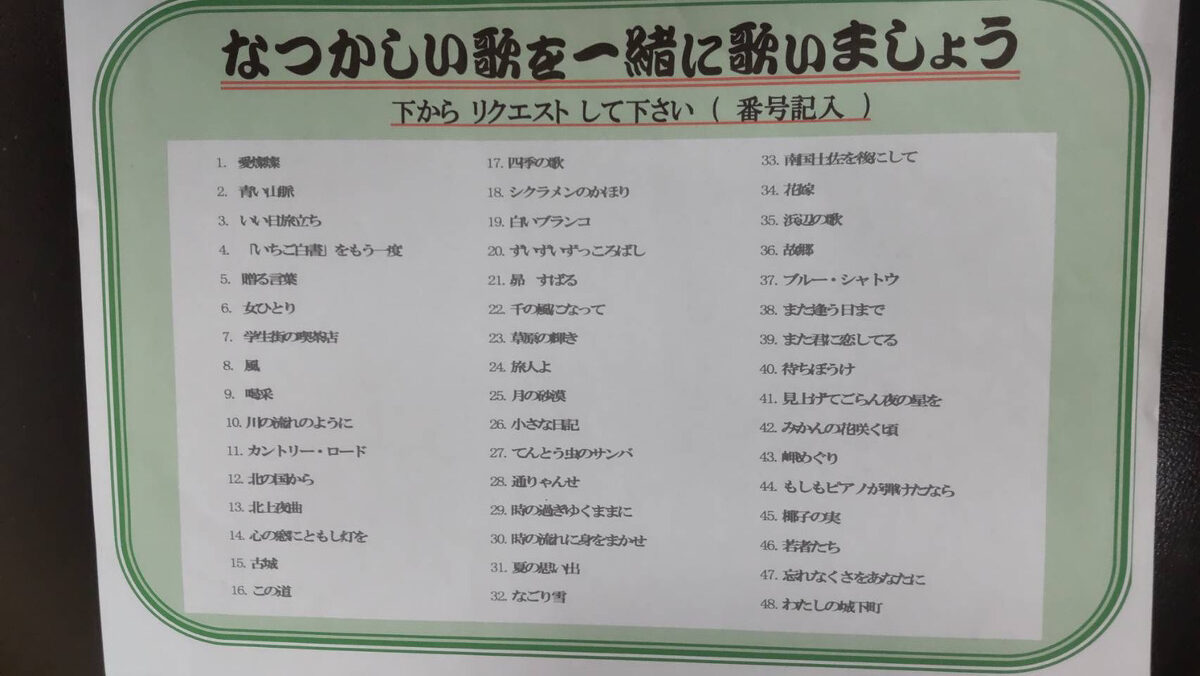 なつかしい歌を一緒に歌いましょう
下から リクエスト して下さい ( 番号記入 )
1. 愛燦燦
2. 青い山脈
3. いい日旅立ち
4. 「いちご白書」をもう一度
5. 贈る言葉
6. 女ひとり
7. 学生街の喫茶店
8. 風
9. 喝采
10. 川の流れのように
11. カントリー・ロード
12. 北の国から
13. 北上夜曲
14. 心の窓にともし灯を
15. 古城
16. この道
17. 四季の歌
18. シクラメンのかほり
19. 白いブランコ
20. ずいずいずっころばし
21. 昴 すばる
22. 千の風になって
23. 草原の輝き
24. 旅人よ
25. 月の砂漠
26. 小さな日記
27. てんとう虫のサンバ
28. 通りゃんせ
29. 時の過ぎゆくままに
30. 時の流れに身をまかせ
31. 夏の思い出
32. なごり雪
33. 南国土佐を後にして
34. 花嫁
35. 浜辺の歌
36. 故郷
37. ブルー・シャトウ
38. また逢う日まで
39. また君に恋してる
40. 待ちぼうけ
41. 見上げてごらん夜の星を
42. みかんの花咲く頃
43. 岬めぐり
44. もしもピアノが弾けたなら
45. 椰子の実
46. 若者たち
47. 忘れなくさをあなたに
48. わたしの城下町